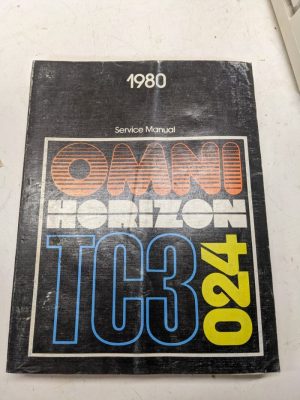 1980
Service Manual
OMNI
HORIZON
TC3
024